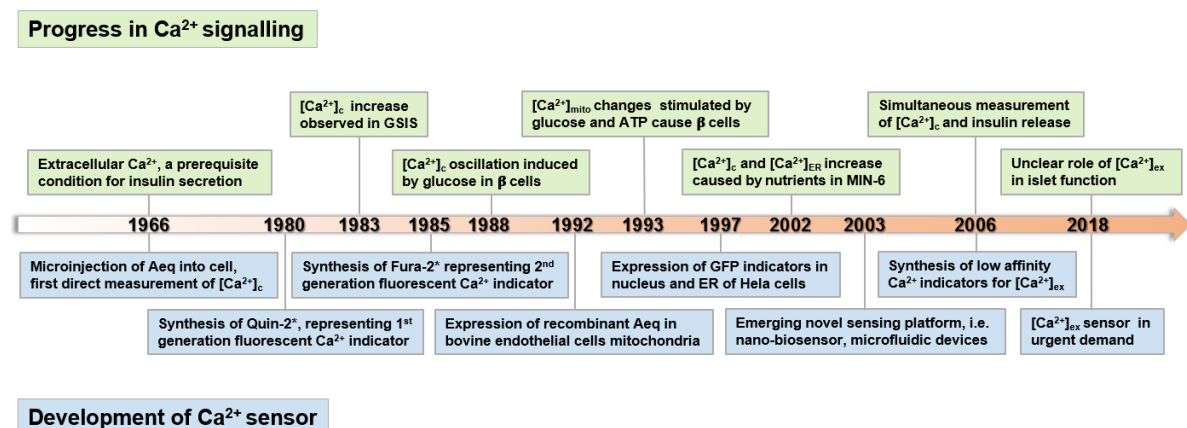 Progress in Ca²⁺ signalling
[Ca²⁺]c increase
observed in GSIS
[Ca²⁺]mito changes stimulated by
glucose and ATP cause β cells
Simultaneous measurement
of [Ca²⁺]c and insulin release
Extracellular Ca²⁺, a prerequisite
condition for insulin secretion
[Ca²⁺]c oscillation induced
by glucose in β cells
[Ca²⁺]c and [Ca²⁺]ER increase
caused by nutrients in MIN-6
Unclear role of [Ca²⁺]ex
in islet function
1966 1980 1983 1985 1988 1992 1993 1997 2002 2003 2006 2018
Microinjection of Aeq into cell,
first direct measurement of [Ca²⁺]c
Synthesis of Fura-2* representing 2nd
generation fluorescent Ca²⁺ indicator
Expression of GFP indicators in
nucleus and ER of Hela cells
Synthesis of low affinity
Ca²⁺ indicators for [Ca²⁺]ex
Synthesis of Quin-2*, representing 1st
generation fluorescent Ca²⁺ indicator
Expression of recombinant Aeq in
bovine endothelial cells mitochondria
Emerging novel sensing platform, i.e.
nano-biosensor, microfluidic devices
[Ca²⁺]ex sensor in
urgent demand
Development of Ca²⁺ sensor